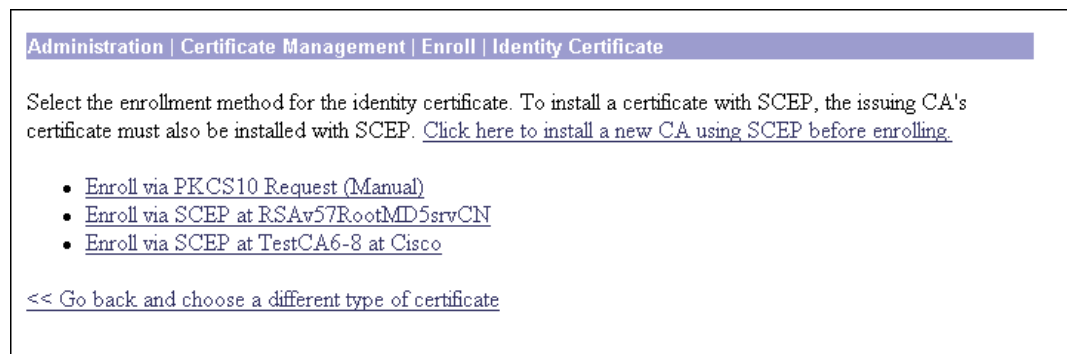 Administration | Certificate Management | Enroll | Identity Certificate
Select the enrollment method for the identity certificate. To install a certificate with SCEP, the issuing CA's
certificate must also be installed with SCEP. Click here to install a new CA using SCEP before enrolling.
• Enroll via PKCS10 Request (Manual)
• Enroll via SCEP at RSAv57RootMD5srvCN
• Enroll via SCEP at TestCA6-8 at Cisco
<< Go back and choose a different type of certificate